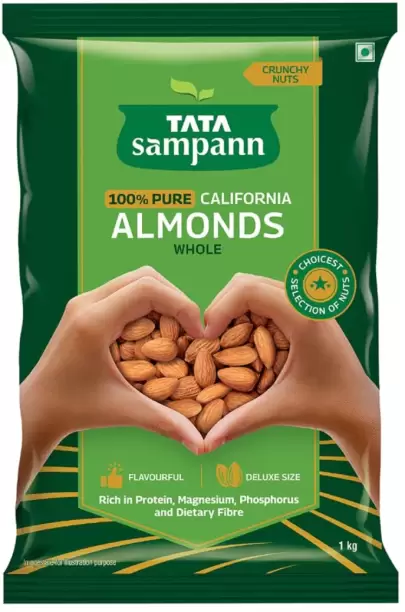 CRUNCHY
NUTS
TATA
sampann
100% PURE CALIFORNIA
ALMONDS
WHOLE
CHOICEST
SELECTION OF NUTS
FLAVOURFUL
DELUXE SIZE
Rich in Protein, Magnesium, Phosphorus
and Dietary Fibre
1 kg